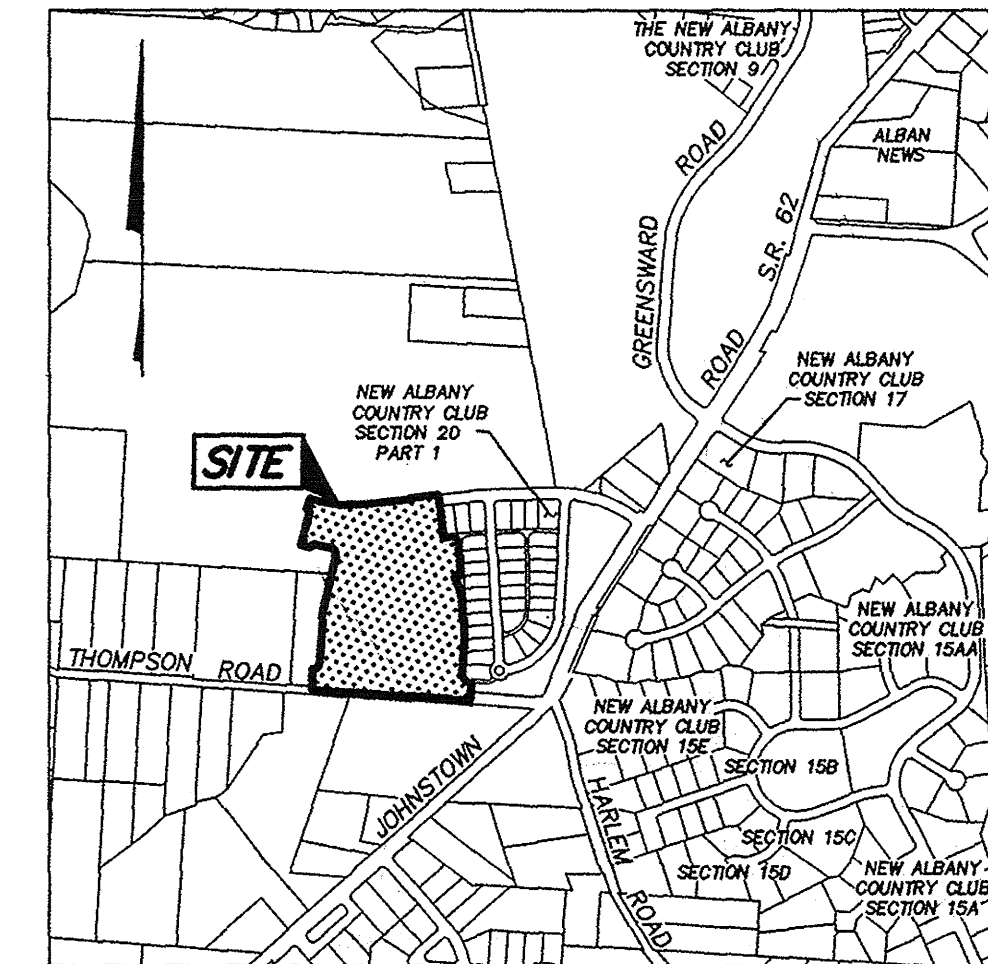 THE NEW ALBANY
COUNTRY CLUB
SECTION 9
ROAD
ALBAN
NEWS
S.R. 62
GREENSWARD
ROAD
NEW ALBANY
COUNTRY CLUB
SECTION 17
NEW ALBANY
COUNTRY CLUB
SECTION 20
PART 1
SITE
NEW ALBANY
COUNTRY CLUB
SECTION 15AA
THOMPSON ROAD
NEW ALBANY
COUNTRY CLUB
SECTION 15E
SECTION 15B
JOHNSTOWN
HARLEM
ROAD
SECTION 15C
SECTION 15D
NEW ALBANY
COUNTRY CLUB
SECTION 15A